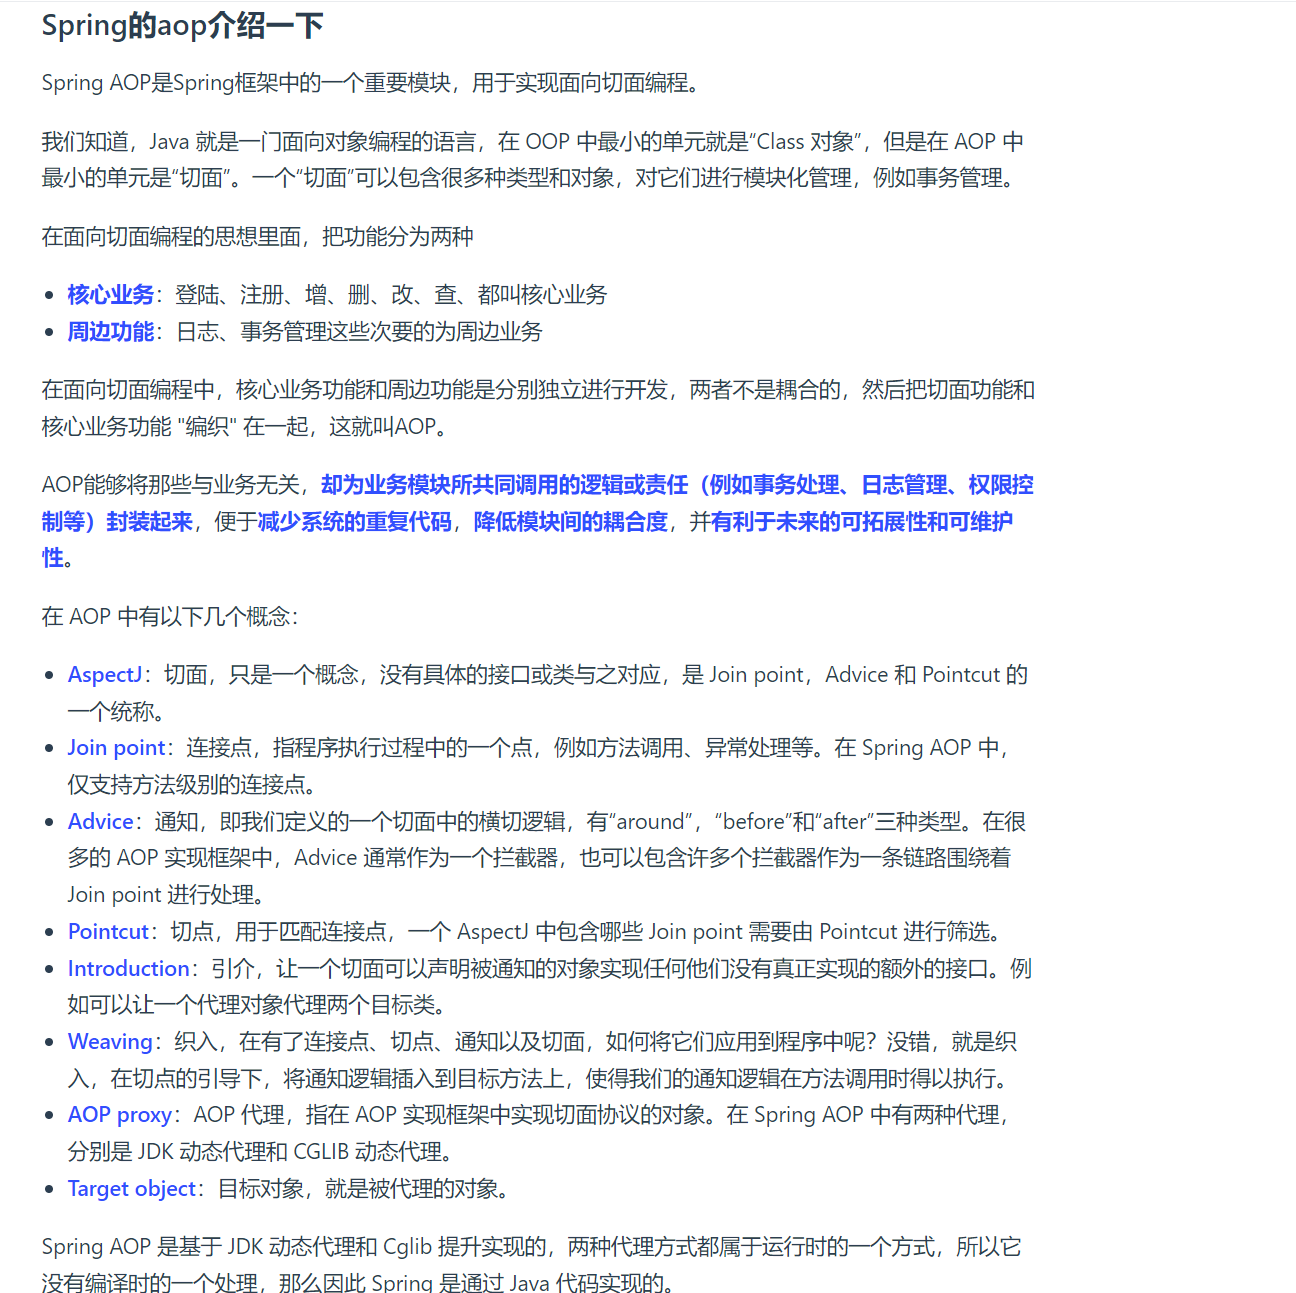 Spring的aop介绍一下
Spring AOP是Spring框架中的一个重要模块，用于实现面向切面编程。
我们知道，Java 就是一门面向对象编程的语言，在 OOP 中最小的单元就是“Class 对象”，但是在 AOP 中
最小的单元是“切面”。一个“切面”可以包含很多种类型和对象，对它们进行模块化管理，例如事务管理。
在面向切面编程的思想里面，把功能分为两种
• 核心业务：登陆、注册、增、删、改、查、都叫核心业务
• 周边功能：日志、事务管理这些次要的为周边业务
在面向切面编程中，核心业务功能和周边功能是分别独立进行开发，两者不是耦合的，然后把切面功能和
核心业务功能 "编织" 在一起，这就叫AOP。
AOP能够将那些与业务无关，却为业务模块所共同调用的逻辑或责任（例如事务处理、日志管理、权限控
制等）封装起来，便于减少系统的重复代码，降低模块间的耦合度，并有利于未来的可拓展性和可维护
性。
在 AOP 中有以下几个概念：
• AspectJ：切面，只是一个概念，没有具体的接口或类与之对应，是 Join point，Advice 和 Pointcut 的
一个统称。
• Join point：连接点，指程序执行过程中的一个点，例如方法调用、异常处理等。在 Spring AOP 中，
仅支持方法级别的连接点。
• Advice：通知，即我们定义的一个切面中的横切逻辑，有“around”，“before”和“after”三种类型。在很
多的 AOP 实现框架中，Advice 通常作为一个拦截器，也可以包含许多个拦截器作为一条链路围绕着
Join point 进行处理。
• Pointcut：切点，用于匹配连接点，一个 AspectJ 中包含哪些 Join point 需要由 Pointcut 进行筛选。
• Introduction：引介，让一个切面可以声明被通知的对象实现任何他们没有真正实现的额外的接口。例
如可以让一个代理对象代理两个目标类。
• Weaving：织入，在有了连接点、切点、通知以及切面，如何将它们应用到程序中呢？没错，就是织
入，在切点的引导下，将通知逻辑插入到目标方法上，使得我们的通知逻辑在方法调用时得以执行。
• AOP proxy：AOP 代理，指在 AOP 实现框架中实现切面协议的对象。在 Spring AOP 中有两种代理，
分别是 JDK 动态代理和 CGLIB 动态代理。
• Target object：目标对象，就是被代理的对象。
Spring AOP 是基于 JDK 动态代理和 Cglib 提升实现的，两种代理方式都属于运行时的一个方式，所以它
没有编译时的一个处理，那么因此 Spring 是通过 Java 代码实现的。